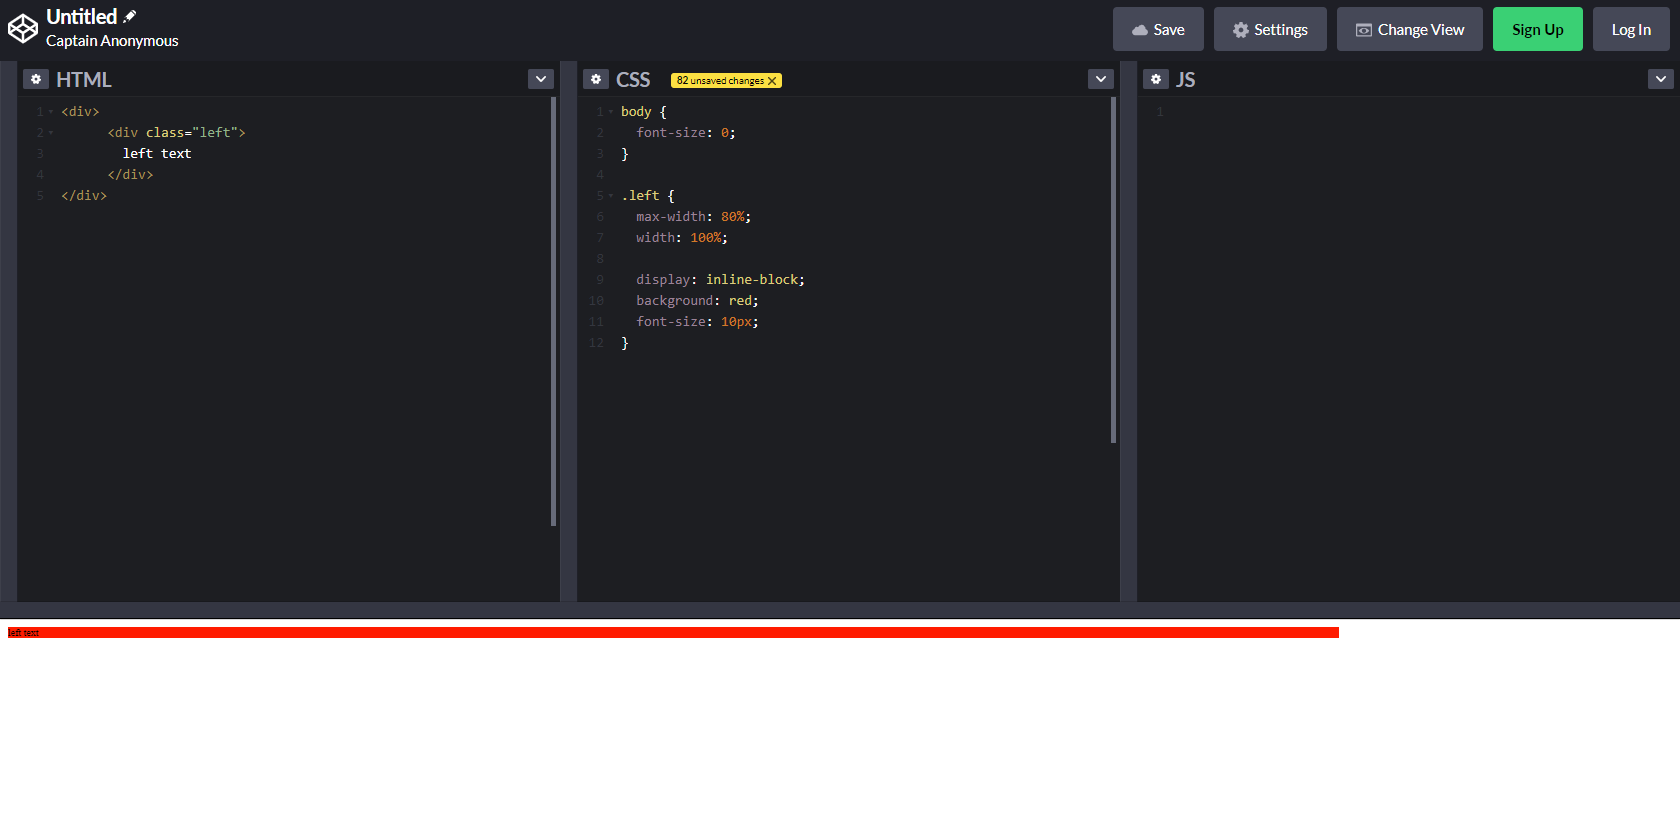 Untitled
Captain Anonymous
Save
Settings
Change View
Sign Up
Log In
HTML
1 <div>
2 <div class="left">
3 left text
4 </div>
5 </div>
CSS
82 unsaved changes X
1 body {
2 font-size: 0;
3 }
4
5 .left {
6 max-width: 80%;
7 width: 100%;
8
9 display: inline-block;
10 background: red;
11 font-size: 10px;
12 }
JS
1
left text